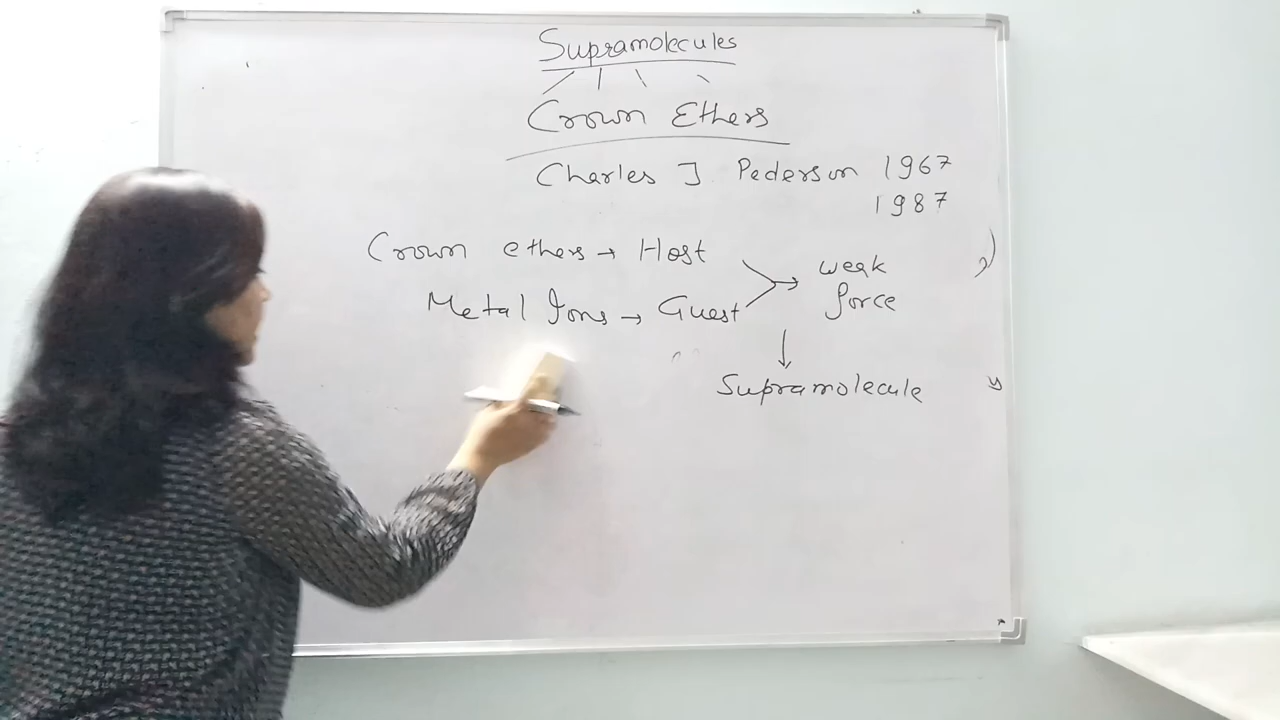 Supramolecules
Crown Ethers
Charles J Pederson 1967
1987
Crown ethers → Host
weak
force
Metal Ions → Guest
Supramolecule